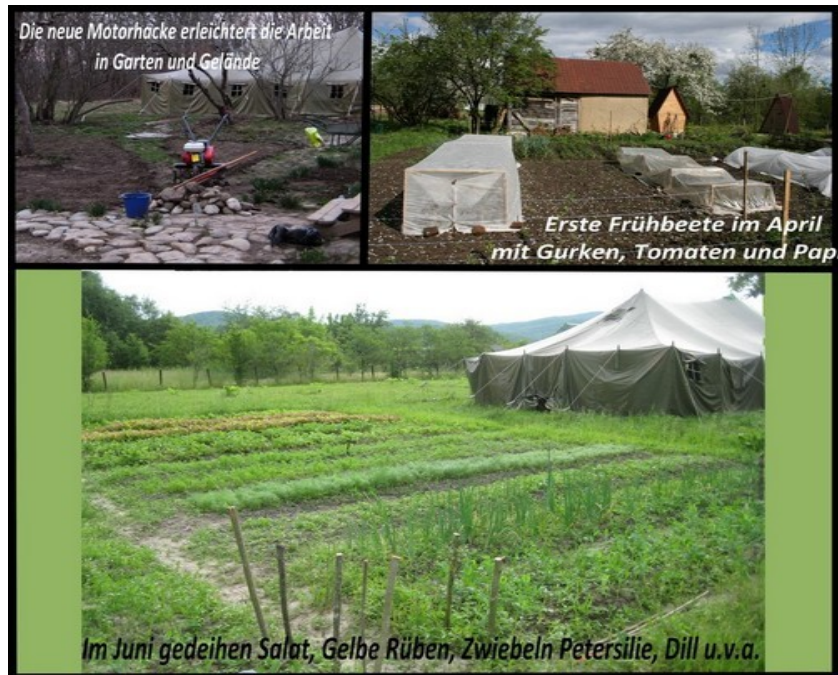 Die neue Motorhacke erleichtert die Arbeit
in Garten und Gelände
Erste Frühbeete im April
mit Gurken, Tomaten und Pap
Im Juni gedeihen Salat, Gelbe Rüben, Zwiebeln Petersilie, Dill u.v.a.